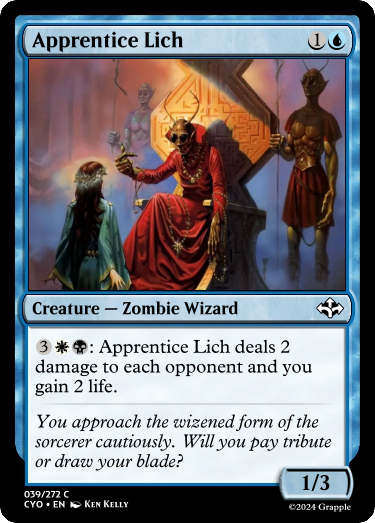 Apprentice Lich 1
Creature — Zombie Wizard
3: Apprentice Lich deals 2
damage to each opponent and you
gain 2 life.
You approach the wizened form of the
sorcerer cautiously. Will you pay tribute
or draw your blade?
1/3
039/272 C
CYO • EN KEN KELLY
©2024 Grapple